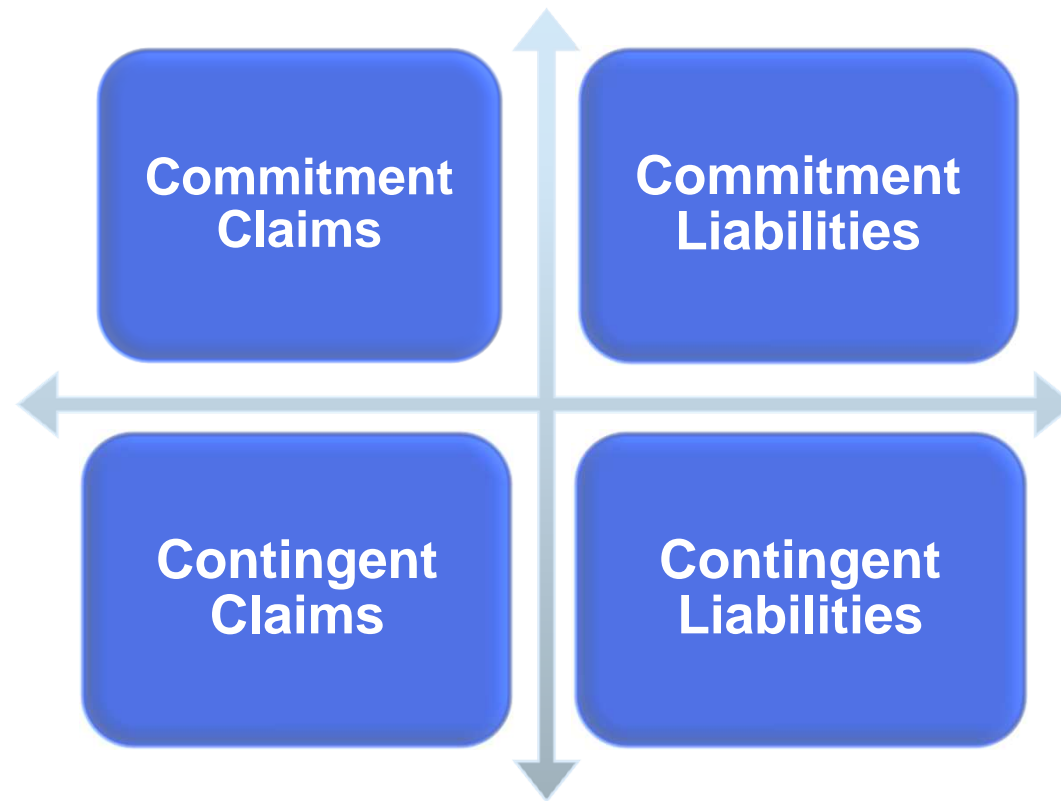 Commitment
Claims
Commitment
Liabilities
Contingent
Claims
Contingent
Liabilities